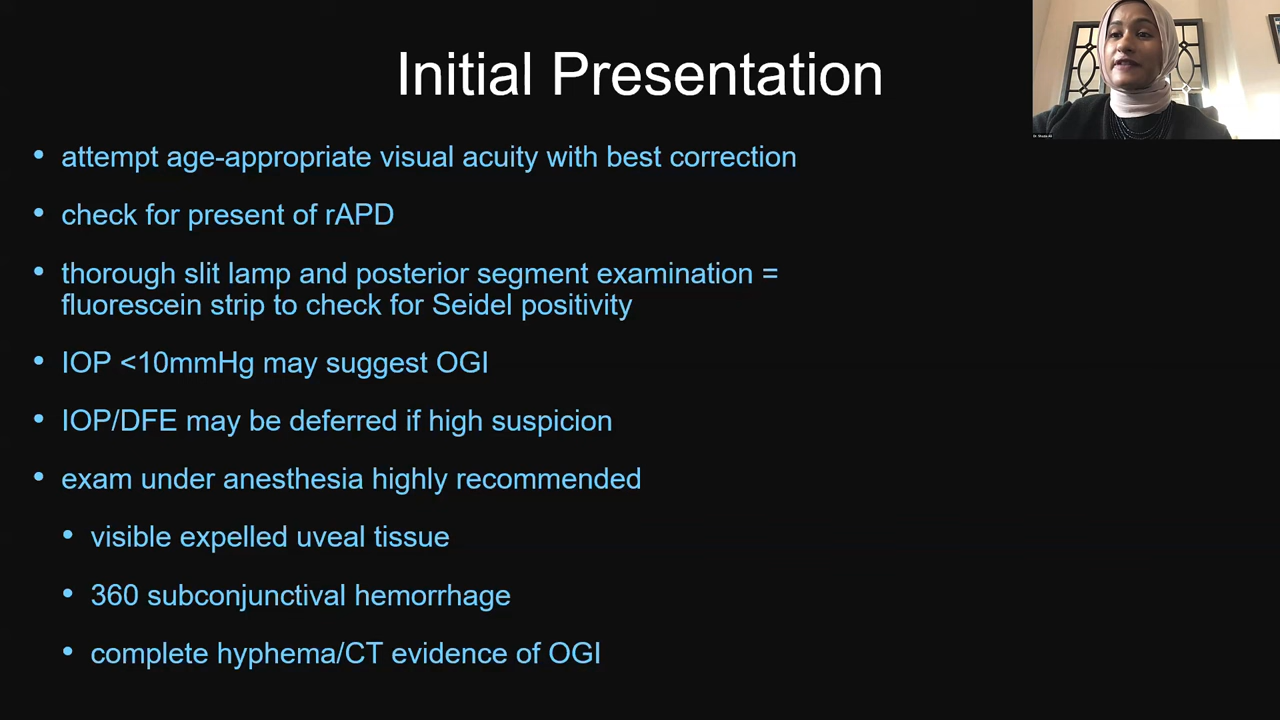 Initial Presentation
• attempt age-appropriate visual acuity with best correction
• check for present of rAPD
• thorough slit lamp and posterior segment examination =
fluorescein strip to check for Seidel positivity
• IOP <10mmHg may suggest OGI
• IOP/DFE may be deferred if high suspicion
• exam under anesthesia highly recommended
• visible expelled uveal tissue
• 360 subconjunctival hemorrhage
• complete hyphema/CT evidence of OGI